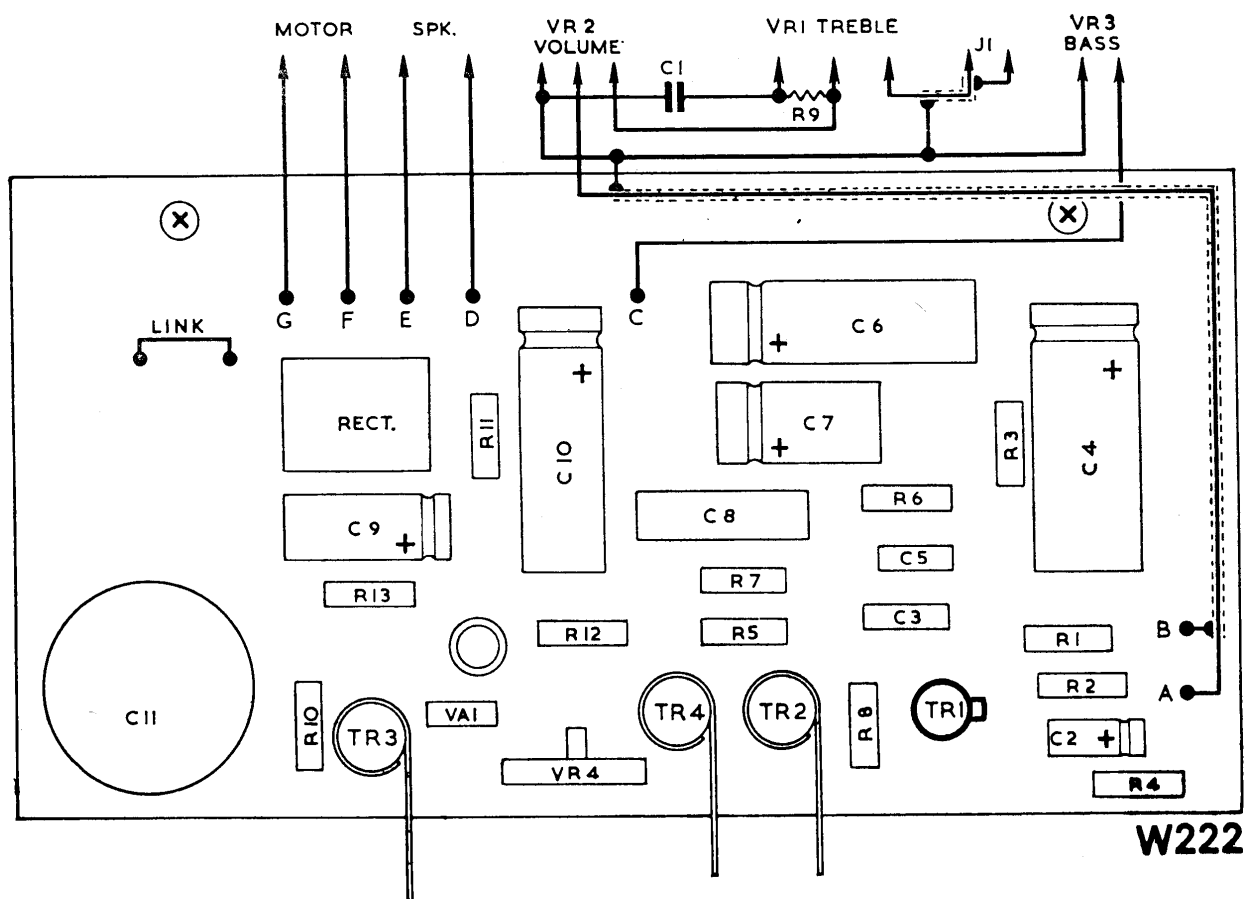 MOTOR SPK. VR 2 VR1 TREBLE VR 3
VOLUME J1 BASS
C1
R9
G F E D C
LINK
C6
RECT. R11 C10 C7 R3 C4
R6
C9 C8
C5
R13 R7
C3
R12 R5 R1 B
R2 A
C11 R10 TR3 VA1 TR4 TR2 R8 TR1
C2
VR4 R4
W222